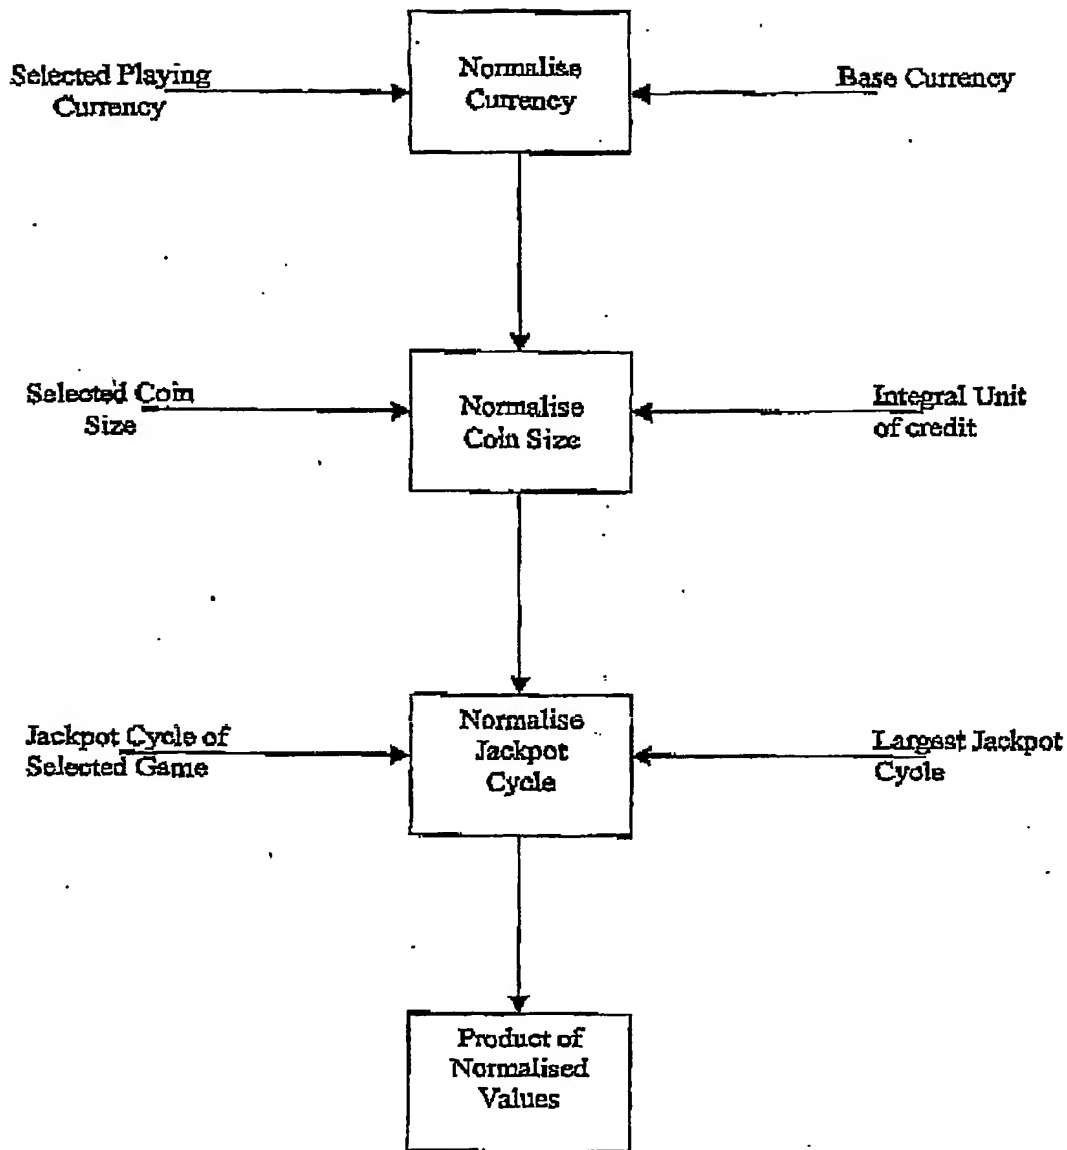 Selected Playing
Currency
Normalise
Currency
Base Currency
Selected Coin
Size
Normalise
Coin Size
Integral Unit
of credit
Jackpot Cycle of
Selected Game
Normalise
Jackpot
Cycle
Largest Jackpot
Cycle
Product of
Normalised
Values